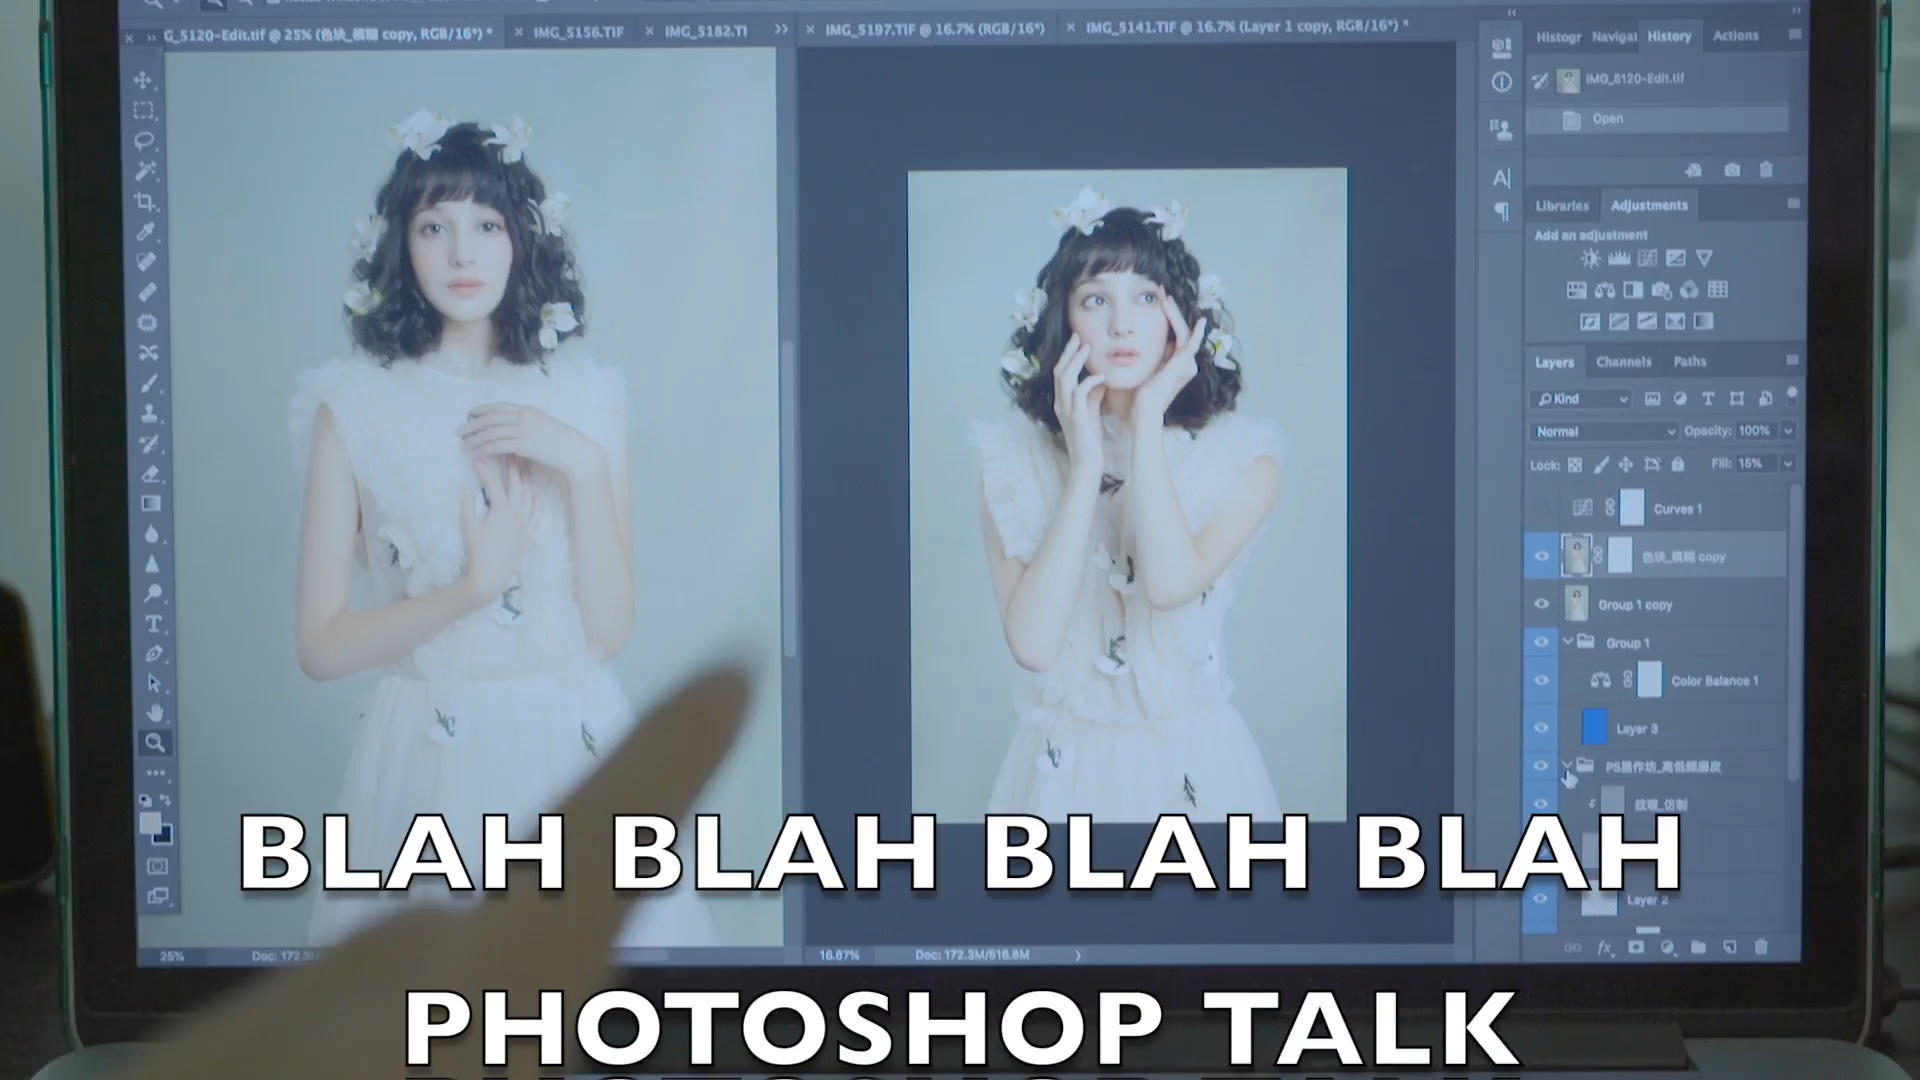 G_5120-Edit.tif @ 25% (色块_模糊 copy, RGB/16*) *
IMG_5156.TIF
IMG_5182.TI
IMG_5197.TIF @ 16.7% (RGB/16*)
IMG_5141.TIF @ 16.7% (Layer 1 copy, RGB/16*) *
Histogr
Navigat
History
Actions
IMG_5120-Edit.tif
Open
Libraries
Adjustments
Add an adjustment
Layers
Channels
Paths
Kind
Normal
Opacity: 100%
Lock:
Fill: 15%
Curves 1
色块_模糊 copy
Group 1 copy
Group 1
Color Balance 1
Layer 3
PS黑作坊_高低频磨皮
纹理_仿制
Layer 2
25%
Doc: 172.3
16.67%
Doc: 172.3M/516.8M
BLAH BLAH BLAH BLAH
PHOTOSHOP TALK